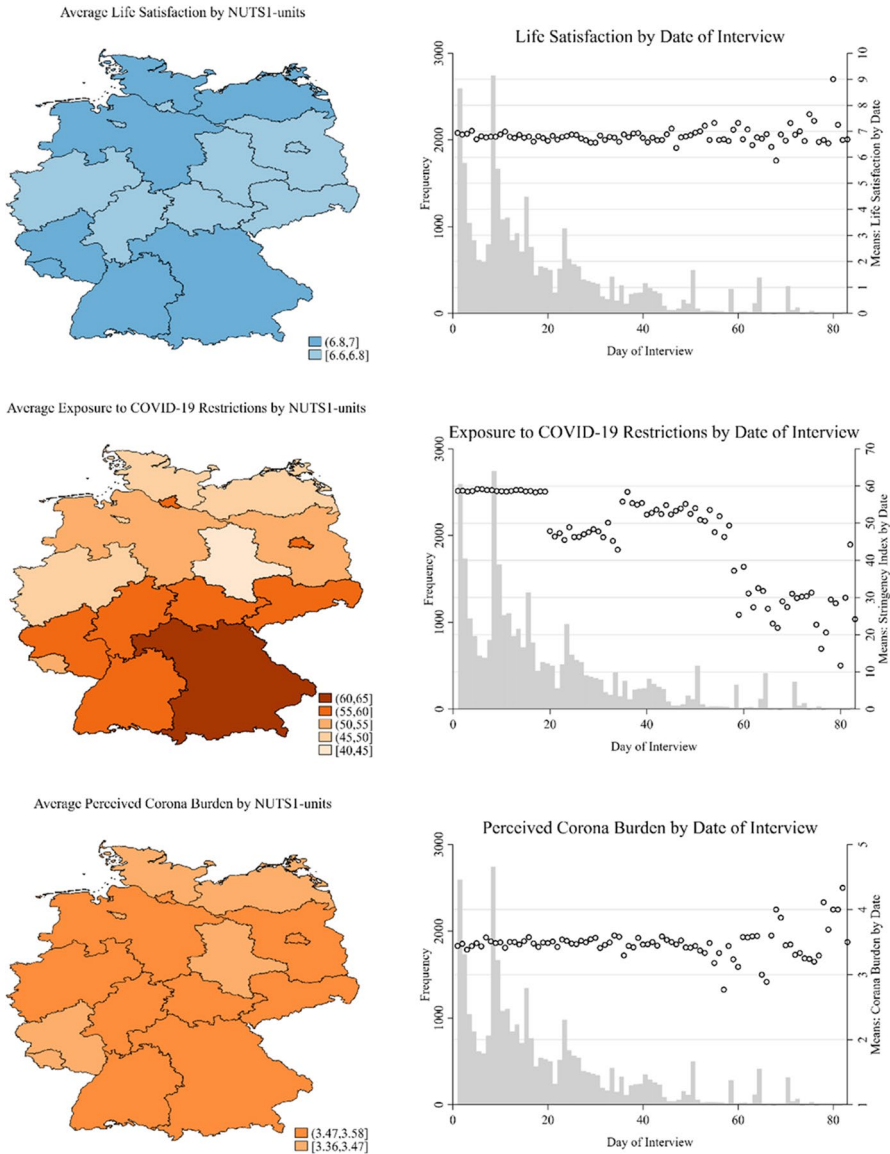 Average Life Satisfaction by NUTS1-units
(6.8,7]
[6.6,6.8]
Life Satisfaction by Date of Interview
3000
2000
1000
0
Frequency
10
9
8
7
6
5
4
3
2
1
0
Means: Life Satisfaction by Date
0 20 40 60 80
Day of Interview
Average Exposure to COVID-19 Restrictions by NUTS1-units
(60,65]
(55,60]
(50,55]
(45,50]
[40,45]
Exposure to COVID-19 Restrictions by Date of Interview
3000
2000
1000
0
Frequency
70
60
50
40
30
20
10
0
Means: Stringency Index by Date
0 20 40 60 80
Day of Interview
Average Perceived Corona Burden by NUTS1-units
(3.47,3.58]
[3.36,3.47]
Perceived Corona Burden by Date of Interview
3000
2000
1000
0
Frequency
5
4
3
2
1
Means: Corana Burden by Date
0 20 40 60 80
Day of Interview